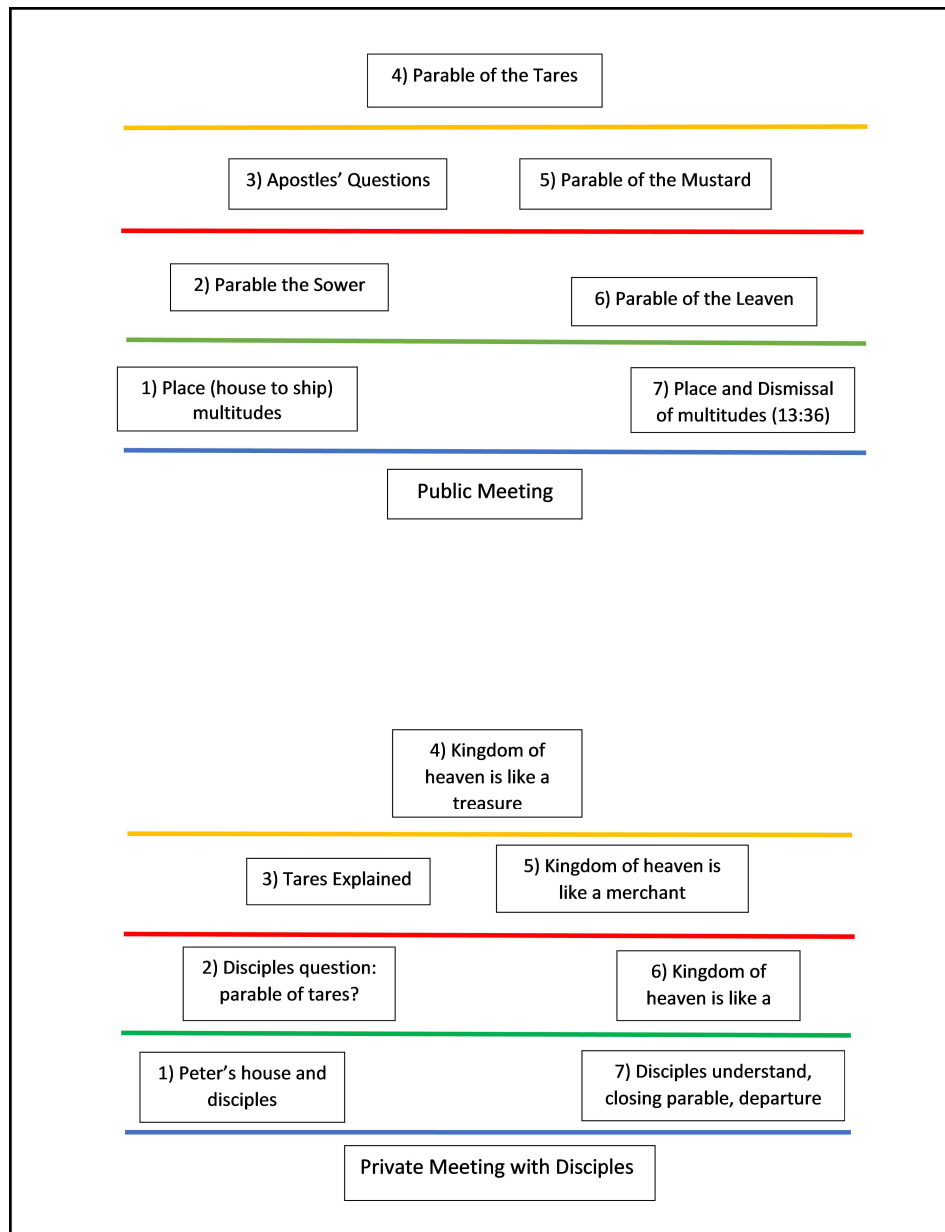 4) Parable of the Tares
3) Apostles’ Questions
5) Parable of the Mustard
2) Parable the Sower
6) Parable of the Leaven
1) Place (house to ship)
multitudes
7) Place and Dismissal
of multitudes (13:36)
Public Meeting
4) Kingdom of
heaven is like a
treasure
3) Tares Explained
5) Kingdom of heaven is
like a merchant
2) Disciples question:
parable of tares?
6) Kingdom of
heaven is like a
1) Peter’s house and
disciples
7) Disciples understand,
closing parable, departure
Private Meeting with Disciples